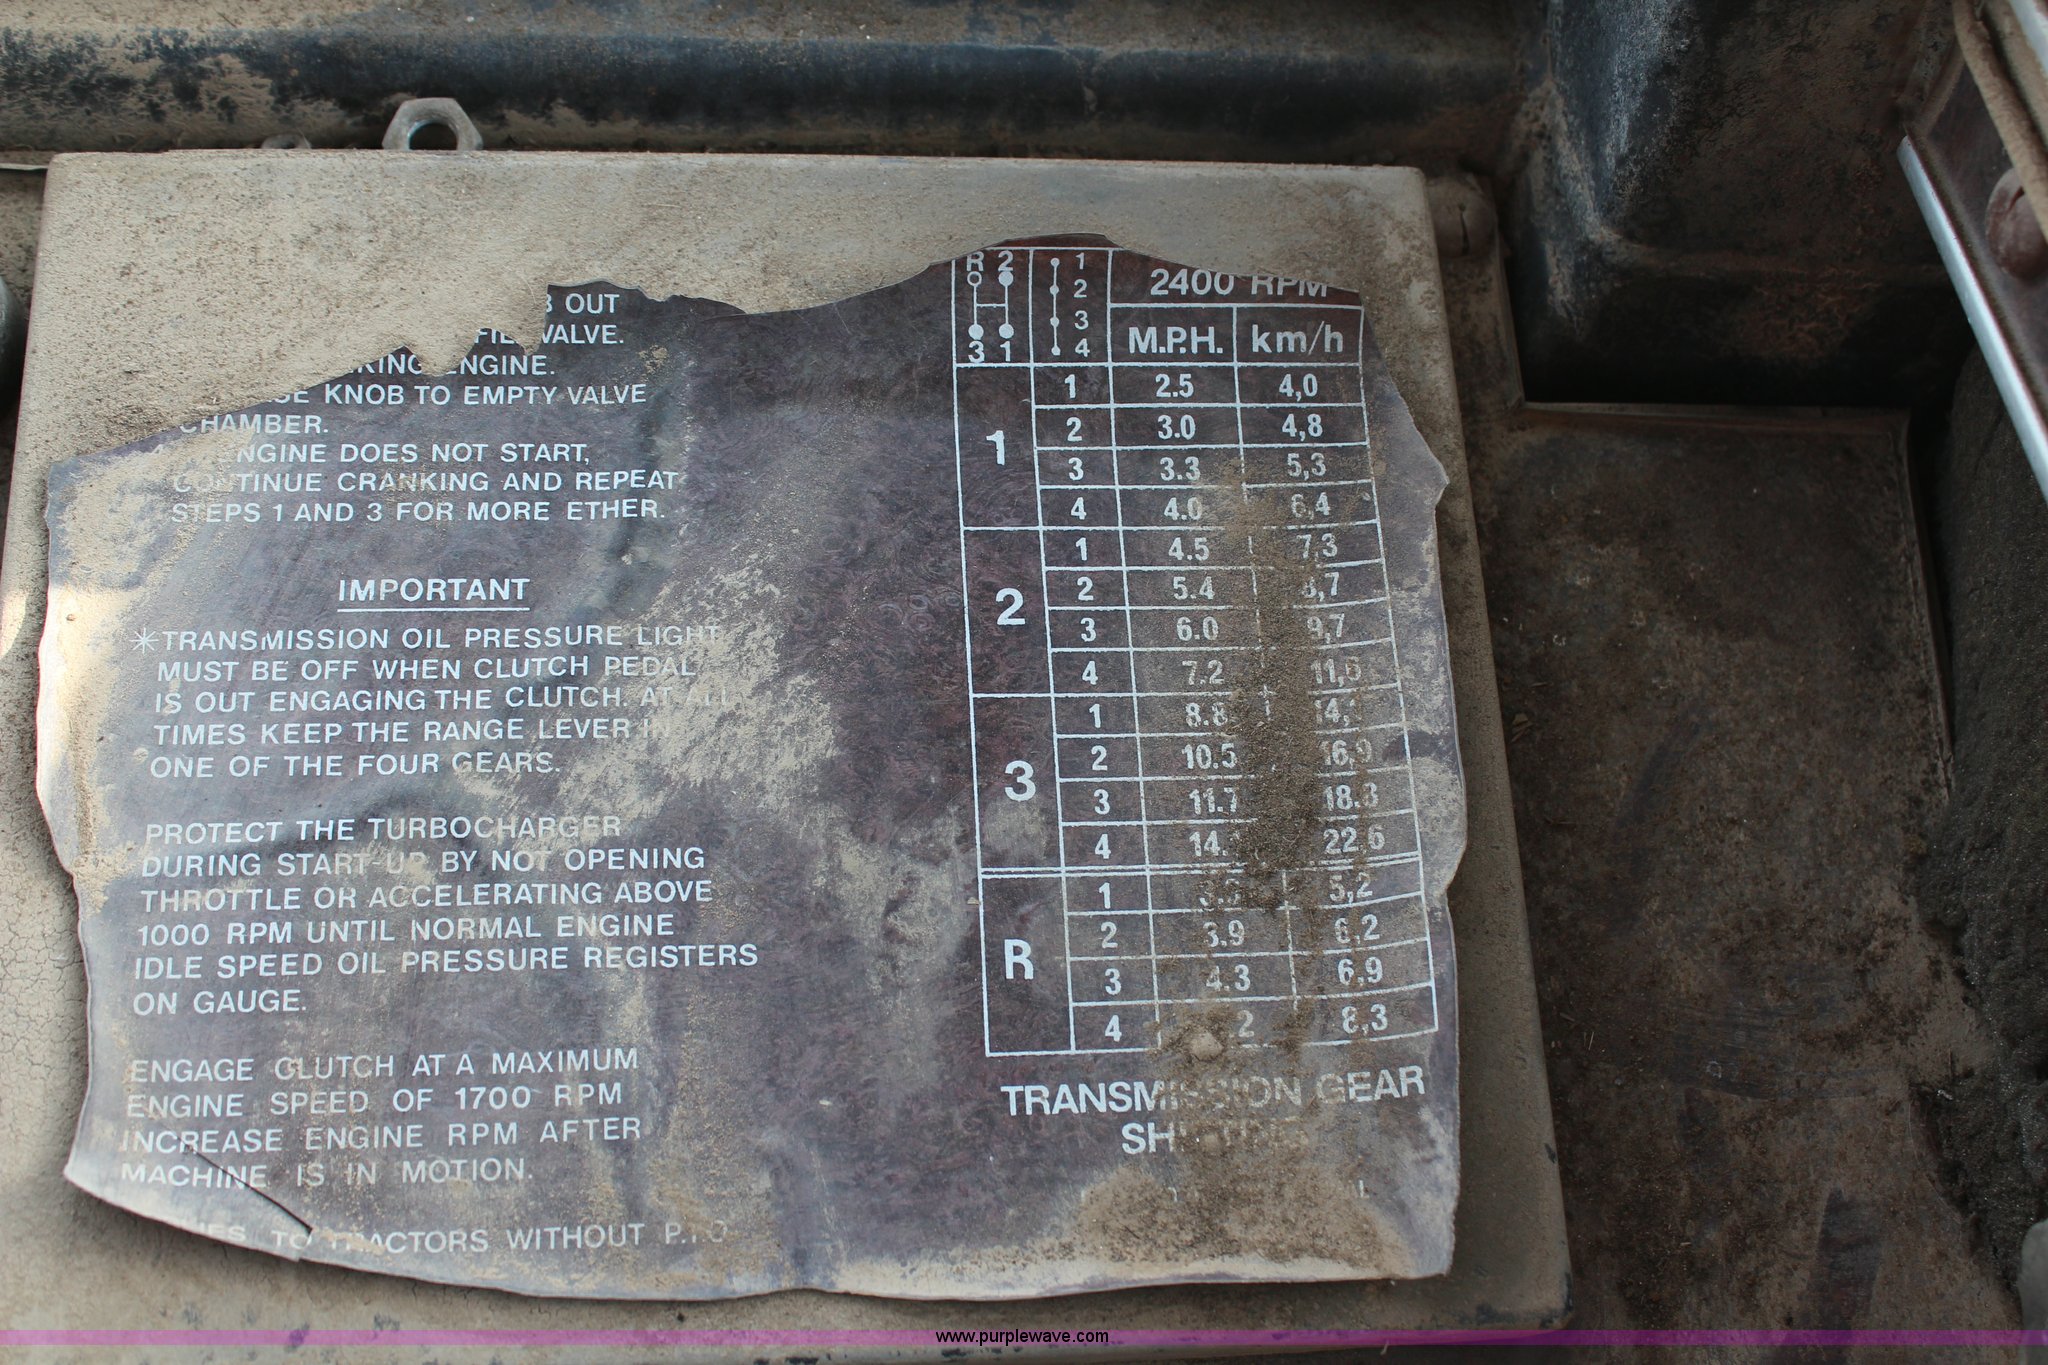 OUT
VALVE.
ENGINE.
KNOB TO EMPTY VALVE
CHAMBER.
ENGINE DOES NOT START,
CONTINUE CRANKING AND REPEAT
STEPS 1 AND 3 FOR MORE ETHER.
IMPORTANT
*TRANSMISSION OIL PRESSURE LIGHT
MUST BE OFF WHEN CLUTCH PEDAL
IS OUT ENGAGING THE CLUTCH. AT ALL
TIMES KEEP THE RANGE LEVER IN
ONE OF THE FOUR GEARS.
PROTECT THE TURBOCHARGER
DURING START-UP BY NOT OPENING
THROTTLE OR ACCELERATING ABOVE
1000 RPM UNTIL NORMAL ENGINE
IDLE SPEED OIL PRESSURE REGISTERS
ON GAUGE.
ENGAGE CLUTCH AT A MAXIMUM
ENGINE SPEED OF 1700 RPM
INCREASE ENGINE RPM AFTER
MACHINE IS IN MOTION.
TO TRACTORS WITHOUT P.T.O
R 2 1 2400 RPM
2
3
3 1 4 M.P.H. km/h
1 1 2.5 4,0
2 3.0 4,8
3 3.3 5,3
4 4.0 6,4
2 1 4.5 7,3
2 5.4 8,7
3 6.0 9,7
4 7.2 11,6
3 1 8.8
2 10.5 16,9
3 11.7 18.8
4 22,6
R 1 5,2
2 3.9 6,2
3 4.3 6.9
4 8,3
TRANSMISSION GEAR
www.purplewave.com